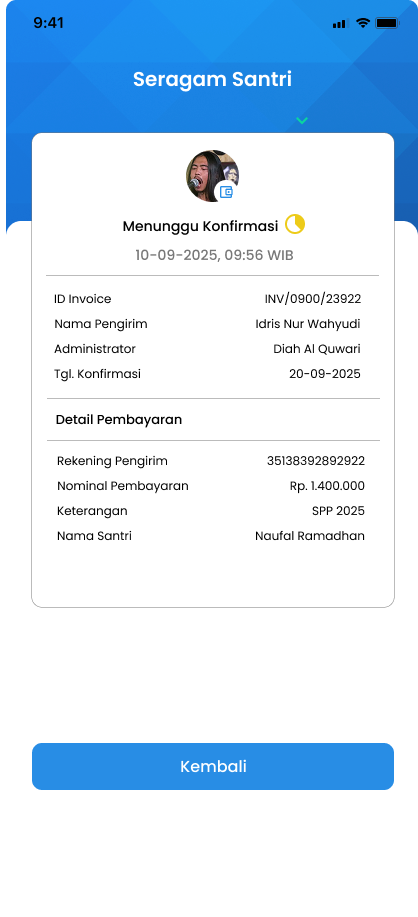 9:41
Seragam Santri
Menunggu Konfirmasi
10-09-2025, 09:56 WIB
ID Invoice INV/0900/23922
Nama Pengirim Idris Nur Wahyudi
Administrator Diah Al Quwari
Tgl. Konfirmasi 20-09-2025
Detail Pembayaran
Rekening Pengirim 35138392892922
Nominal Pembayaran Rp. 1.400.000
Keterangan SPP 2025
Nama Santri Naufal Ramadhan
Kembali